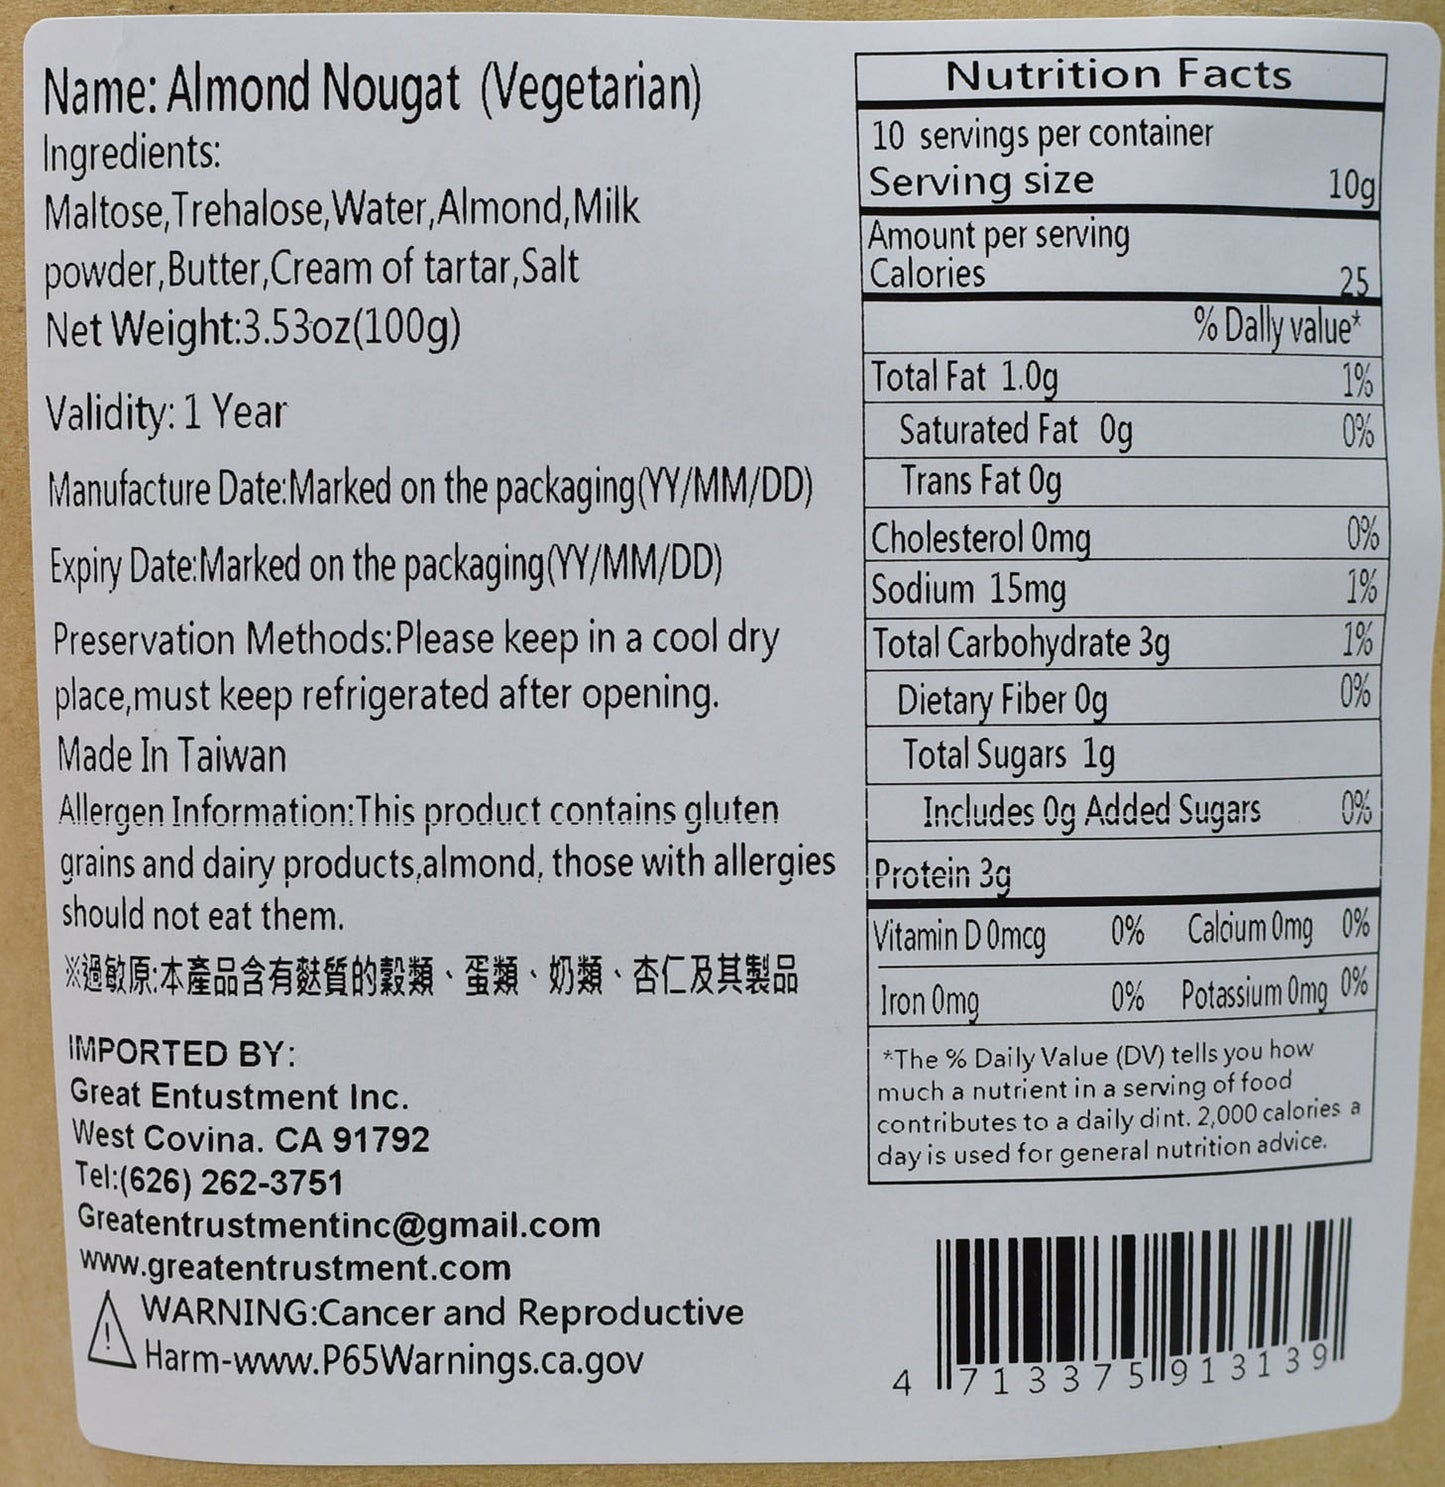 Name: Almond Nougat (Vegetarian)
Ingredients:
Maltose,Trehalose,Water,Almond,Milk
powder,Butter,Cream of tartar,Salt
Net Weight:3.53oz(100g)
Validity: 1 Year
Manufacture Date:Marked on the packaging(YY/MM/DD)
Expiry Date:Marked on the packaging(YY/MM/DD)
Preservation Methods:Please keep in a cool dry
place,must keep refrigerated after opening.
Made In Taiwan
Allergen Information:This product contains gluten
grains and dairy products,almond, those with allergies
should not eat them.
※過敏原:本產品含有麩質的穀類、蛋類、奶類、杏仁及其製品
IMPORTED BY:
Great Entustment Inc.
West Covina. CA 91792
Tel:(626) 262-3751
Greatentrustmentinc@gmail.com
www.greatentrustment.com
WARNING:Cancer and Reproductive
Harm-www.P65Warnings.ca.gov
Nutrition Facts
10 servings per container
Serving size 10g
Amount per serving
Calories 25
% Dally value*
Total Fat 1.0g 1%
Saturated Fat 0g 0%
Trans Fat 0g
Cholesterol 0mg 0%
Sodium 15mg 1%
Total Carbohydrate 3g 1%
Dietary Fiber 0g 0%
Total Sugars 1g
Includes 0g Added Sugars 0%
Protein 3g
Vitamin D 0mcg 0% Calcium 0mg 0%
Iron 0mg 0% Potassium 0mg 0%
*The % Daily Value (DV) tells you how
much a nutrient in a serving of food
contributes to a daily dint. 2,000 calories a
day is used for general nutrition advice.
4 713375 913139